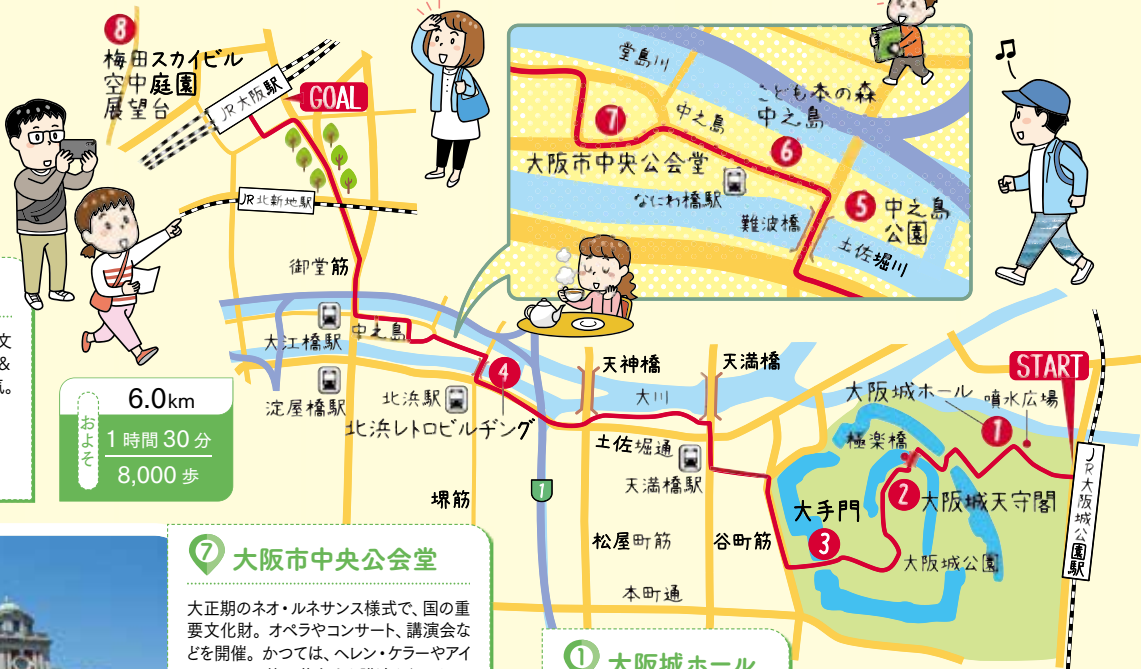 8
梅田スカイビル
空中庭園
展望台
JR大阪駅
GOAL
JR北新地駅
御堂筋
大江橋駅
中之島
淀屋橋駅
北浜駅
北浜レトロビルヂング
4
堺筋
1
天神橋
天満橋
大川
土佐堀通
天満橋駅
松屋町筋
谷町筋
本町通
堂島川
こども本の森
中之島
中之島
7
6
大阪市中央公会堂
なにわ橋駅
難波橋
5
中之島
公園
土佐堀川
START
大阪城ホール
噴水広場
1
極楽橋
2
大阪城天守閣
大手門
3
大阪城公園
JR大阪城公園駅
文
&
気。
およそ
6.0km
1時間30分
8,000歩
7 大阪市中央公会堂
大正期のネオ・ルネサンス様式で、国の重
要文化財。オペラやコンサート、講演会な
どを開催。かつては、ヘレン・ケラーやアイ
1 大阪城ホール